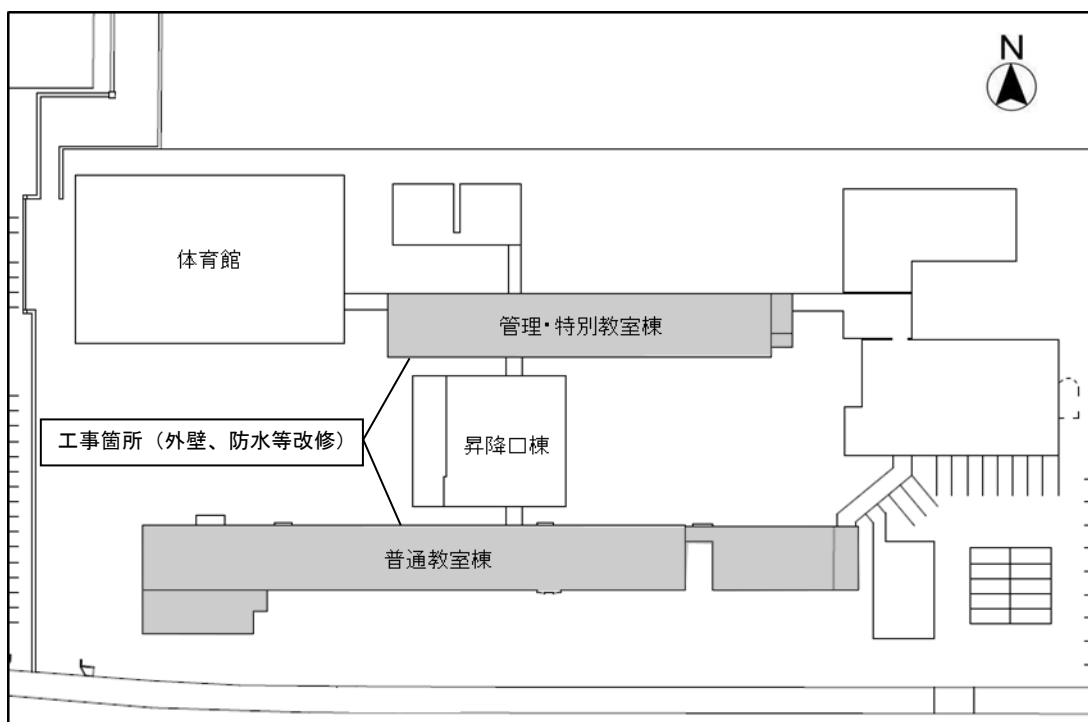 N
体育館
管理・特別教室棟
工事箇所（外壁、防水等改修）
昇降口棟
普通教室棟